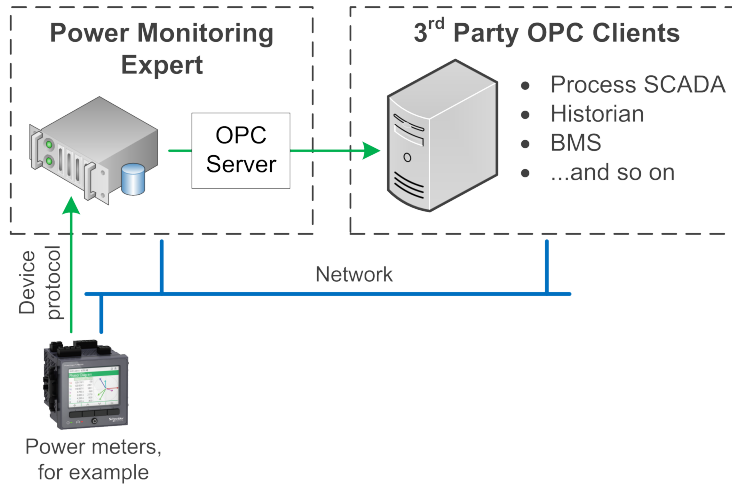 Power Monitoring
Expert
3rd Party OPC Clients
OPC
Server
• Process SCADA
• Historian
• BMS
• ...and so on
Device
protocol
Network
Power meters,
for example